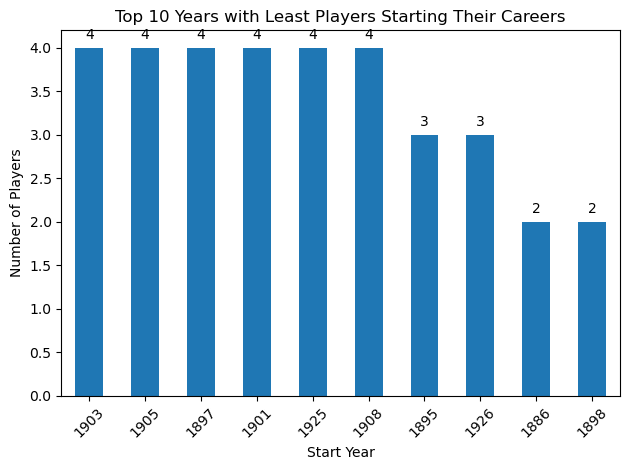 Top 10 Years with Least Players Starting Their Careers
4 4 4 4 4 4 3 3 2 2
4.0
3.5
3.0
2.5
2.0
1.5
1.0
0.5
0.0
Number of Players
1903 1905 1897 1901 1925 1908 1895 1926 1886 1898
Start Year